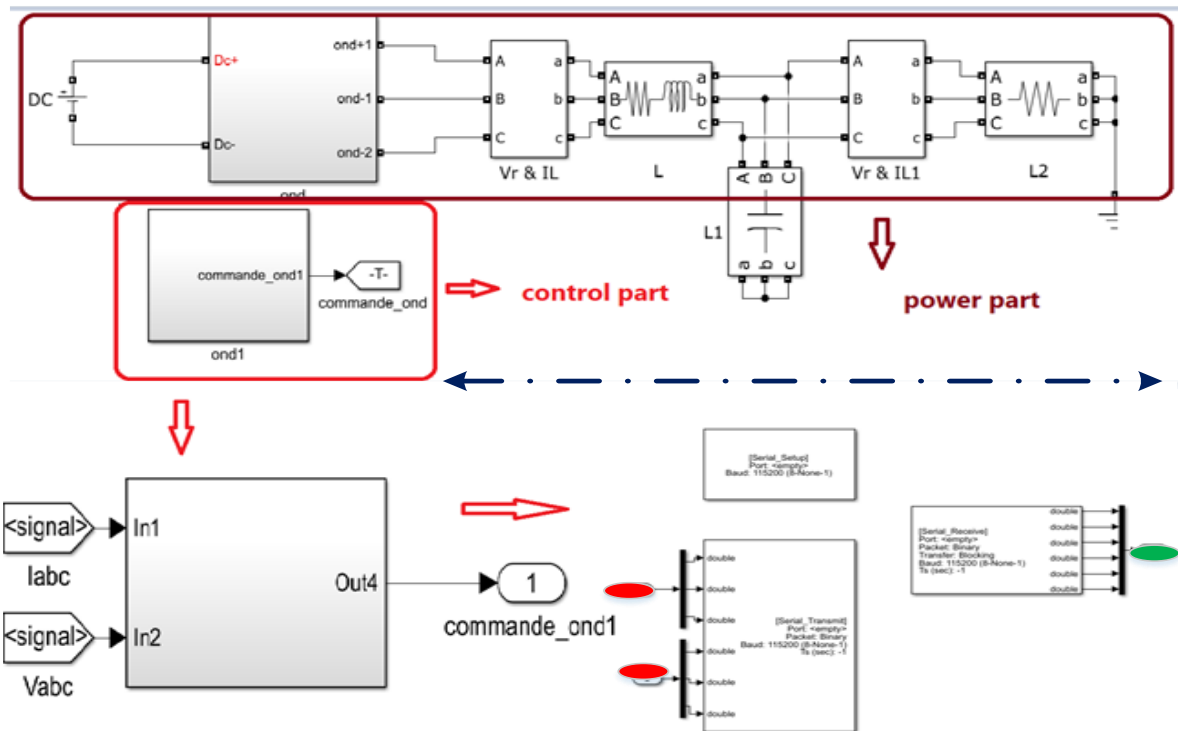 DC
+
Dc+
Dc-
ond+1
ond-1
ond-2
A
B
C
a
b
c
Vr & IL
A
B
C
a
b
c
L
A
B
C
a
b
c
Vr & IL1
A
B
C
a
b
c
L2
A
B
C
L1
a
b
c
commande_ond1
-T-
commande_ond
ond1
control part
power part
<signal>
Iabc
<signal>
Vabc
In1
In2
Out4
1
commande_ond1
[Serial_Setup]
Port: <empty>
Baud: 115200 (8-None-1)
double
double
double
double
double
double
[Serial_Transmit]
Port: <empty>
Packet: Binary
Baud: 115200 (8-None-1)
Ts (sec): -1
[Serial_Receive]
Port: <empty>
Packet: Binary
Transfer: Blocking
Baud: 115200 (8-None-1)
Ts (sec): -1
double
double
double
double
double
double